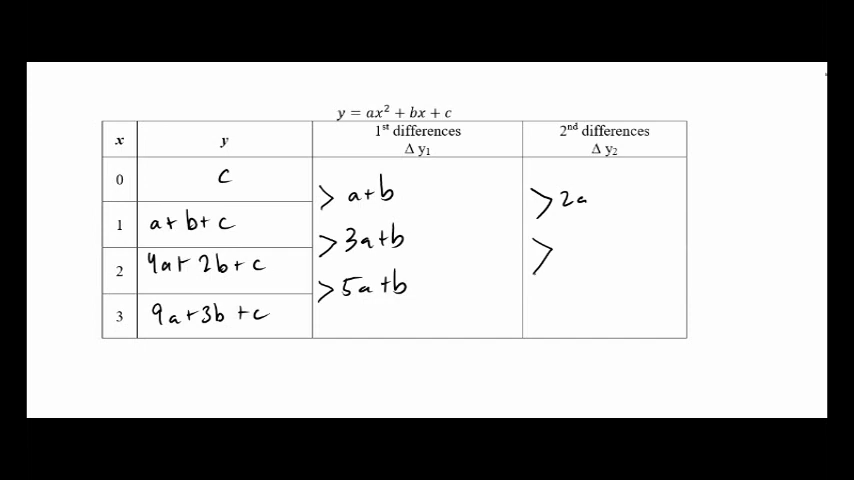 y = ax² + bx + c
x y 1st differences Δ y₁ 2nd differences Δ y₂
0 c
> a+b > 2a
1 a+b+c
> 3a+b >
2 4a+2b+c
> 5a+b
3 9a+3b+c